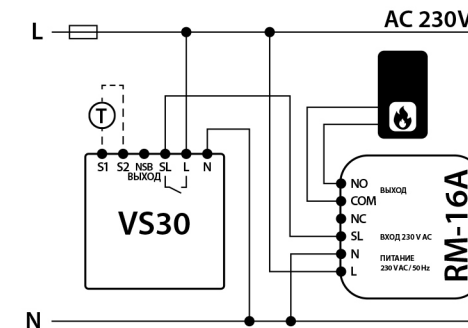 AC 230V
L
T
S1 S2 NSB SL L N
ВЫХОД
VS30
NO ВЫХОД
COM
NC
SL ВХОД 230 V AC
N ПИТАНИЕ
L 230 V AC/ 50 Hz
RM-16A
N